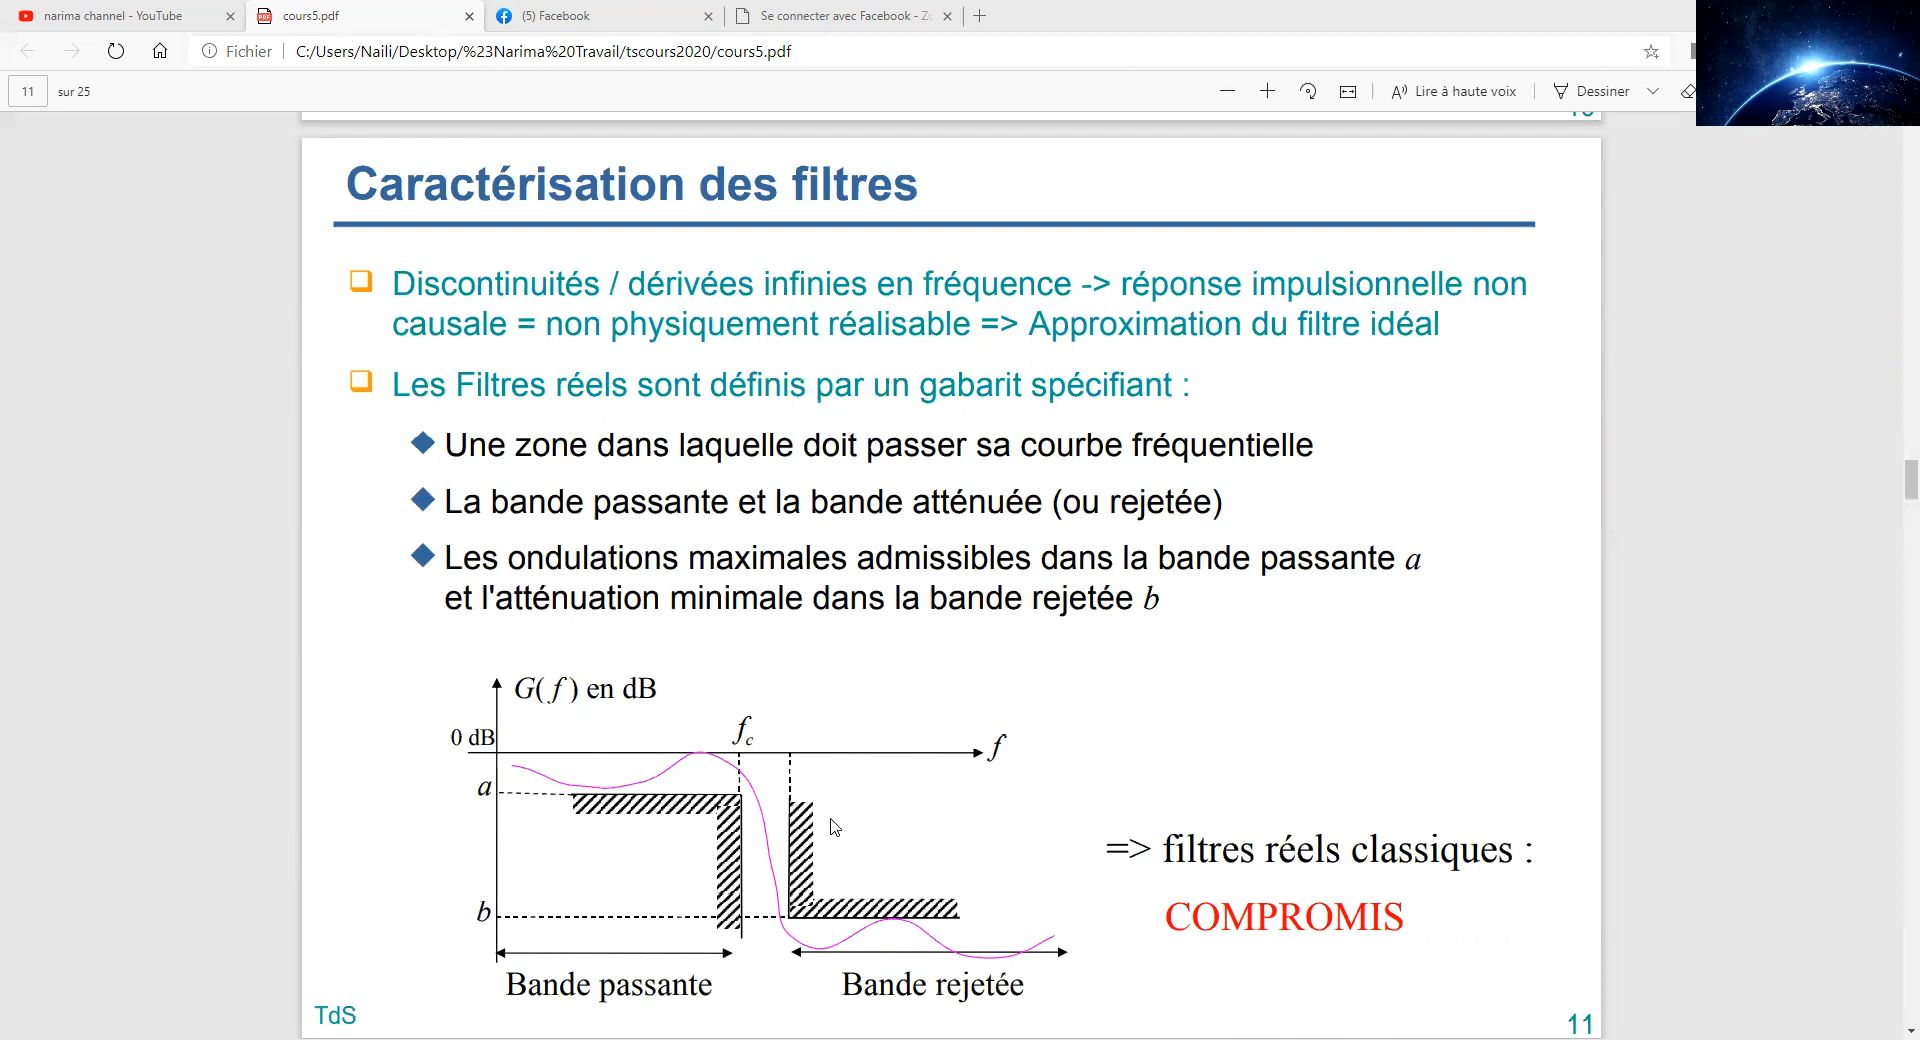 narima channel - YouTube
cours5.pdf
(5) Facebook
Se connecter avec Facebook - Zo
Fichier
C:/Users/Naili/Desktop/%23Narima%20Travail/tscours2020/cours5.pdf
11
sur 25
Lire à haute voix
Dessiner
Caractérisation des filtres
Discontinuités / dérivées infinies en fréquence -> réponse impulsionnelle non
causale = non physiquement réalisable => Approximation du filtre idéal
Les Filtres réels sont définis par un gabarit spécifiant :
Une zone dans laquelle doit passer sa courbe fréquentielle
La bande passante et la bande atténuée (ou rejetée)
Les ondulations maximales admissibles dans la bande passante a
et l'atténuation minimale dans la bande rejetée b
G(f) en dB
0 dB
fc
f
a
b
Bande passante
Bande rejetée
=> filtres réels classiques :
COMPROMIS
TdS
11